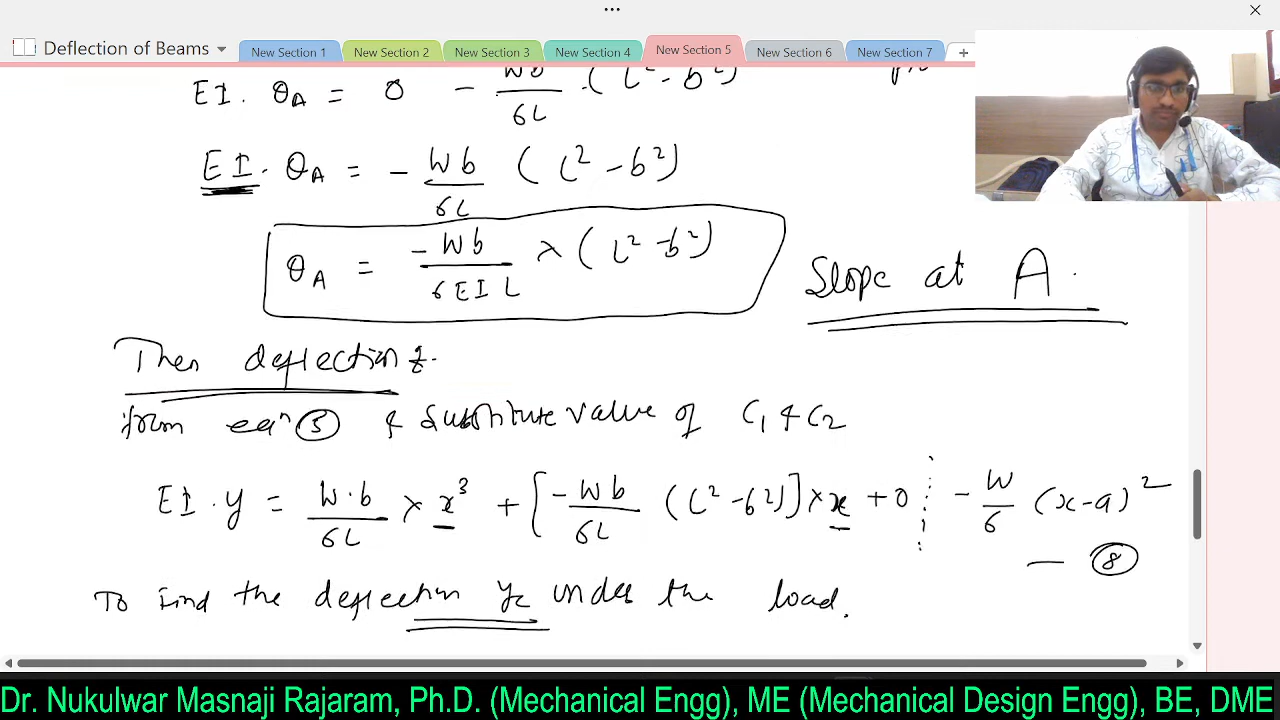 Deflection of Beams
New Section 1 New Section 2 New Section 3 New Section 4 New Section 5 New Section 6 New Section 7 +
EI. θA = 0 - Wb/6L . (L² - b²)
EI. θA = - Wb/6L (L² - b²)
θA = - Wb/6EIL × (L² - b²)
Slope at A.
Then deflection
from eqⁿ ⑤ & Substitute value of C₁ & C₂
EI . y = W.b/6L × x³ + [- Wb/6L (L² - b²)] × x + 0 ⋮ - W/6 (x-a)²
— ⑧
To Find the deflection yc under the load.
Dr. Nukulwar Masnaji Rajaram, Ph.D. (Mechanical Engg), ME (Mechanical Design Engg), BE, DME